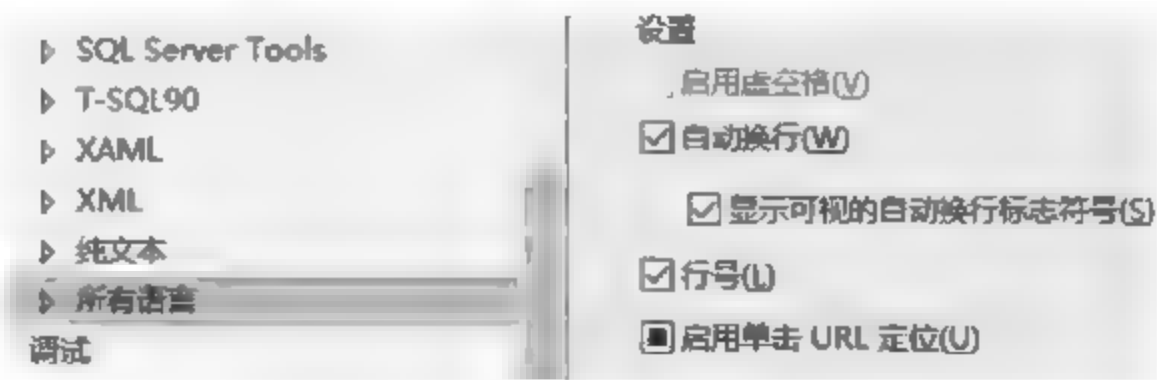 SQL Server Tools
T-SQL90
XAML
XML
纯文本
所有语言
调试
设置
启用虚空格(V)
自动换行(W)
显示可视的自动换行标志符号(S)
行号(L)
启用单击 URL 定位(U)